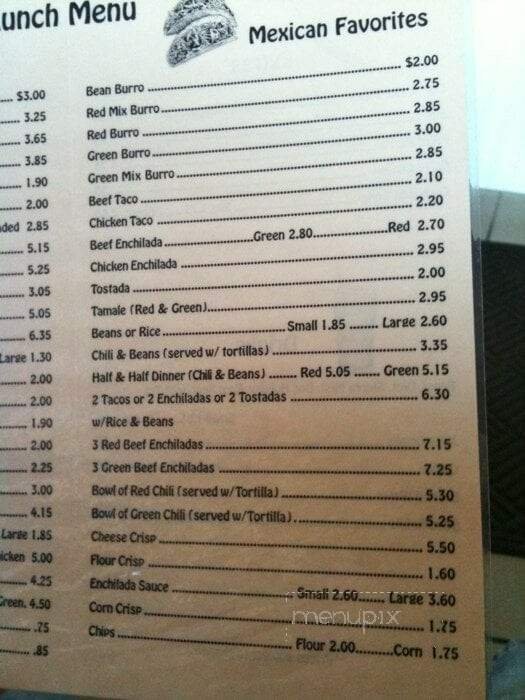 unch Menu
..... $3.00
..... 3.25
..... 3.65
..... 3.85
..... 1.90
..... 2.00
ded 2.85
..... 5.15
..... 5.25
..... 3.05
..... 5.05
..... 6.35
Large 1.30
..... 2.00
..... 2.00
..... 1.90
..... 2.00
..... 2.25
..... 3.00
..... 4.15
Large 1.85
icken 5.00
..... 4.25
Green. 4.50
..... .75
..... .85
Mexican Favorites
Bean Burro ..... $2.00
Red Mix Burro ..... 2.75
Red Burro ..... 2.85
Green Burro ..... 3.00
Green Mix Burro ..... 2.85
Beef Taco ..... 2.10
Chicken Taco ..... 2.20
Beef Enchilada ..... Green 2.80 ..... Red 2.70
Chicken Enchilada ..... 2.95
Tostada ..... 2.00
Tamale (Red & Green) ..... 2.95
Beans or Rice ..... Small 1.85 ..... Large 2.60
Chili & Beans (served w/ tortillas) ..... 3.35
Half & Half Dinner (Chili & Beans) ..... Red 5.05 ..... Green 5.15
2 Tacos or 2 Enchiladas or 2 Tostadas ..... 6.30
w/Rice & Beans
3 Red Beef Enchiladas ..... 7.15
3 Green Beef Enchiladas ..... 7.25
Bowl of Red Chili (served w/Tortilla) ..... 5.30
Bowl of Green Chili (served w/Tortilla) ..... 5.25
Cheese Crisp ..... 5.50
Flour Crisp ..... 1.60
Enchilada Sauce ..... Small 2.60 ..... Large 3.60
Corn Crisp ..... 1.75
Chips ..... Flour 2.00 ..... Corn 1.75
menupix